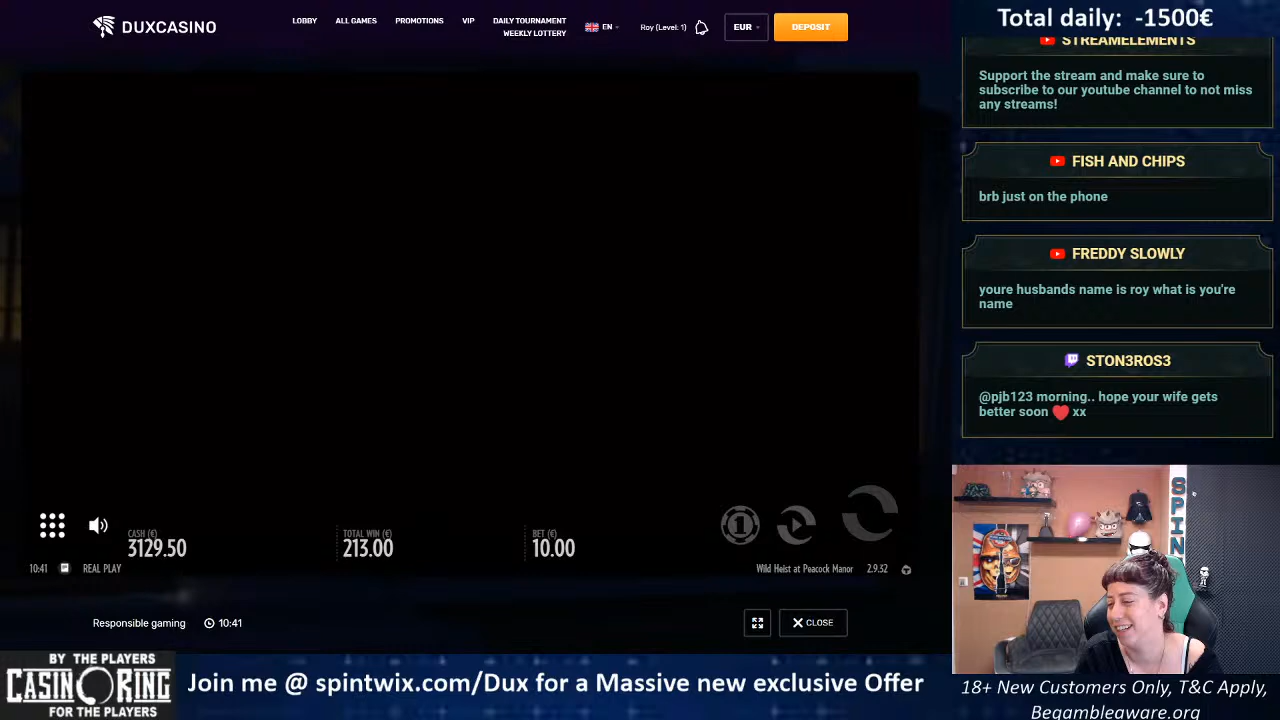 DUXCASINO
LOBBY
ALL GAMES
PROMOTIONS
VIP
DAILY TOURNAMENT
WEEKLY LOTTERY
EN
Roy (Level: 1)
EUR
DEPOSIT
Total daily: -1500€
STREAMELEMENTS
Support the stream and make sure to
subscribe to our youtube channel to not miss
any streams!
FISH AND CHIPS
brb just on the phone
FREDDY SLOWLY
youre husbands name is roy what is you're
name
STON3ROS3
@pjb123 morning.. hope your wife gets
better soon ❤️ xx
CASH (€)
3129.50
TOTAL WIN (€)
213.00
BET (€)
10.00
1
10:41
REAL PLAY
Wild Heist at Peacock Manor
2.9.32
Responsible gaming
10:41
CLOSE
SPIN
BY THE PLAYERS
CASINORING
FOR THE PLAYERS
Join me @ spintwix.com/Dux for a Massive new exclusive Offer
18+ New Customers Only, T&C Apply,
Begambleaware.org